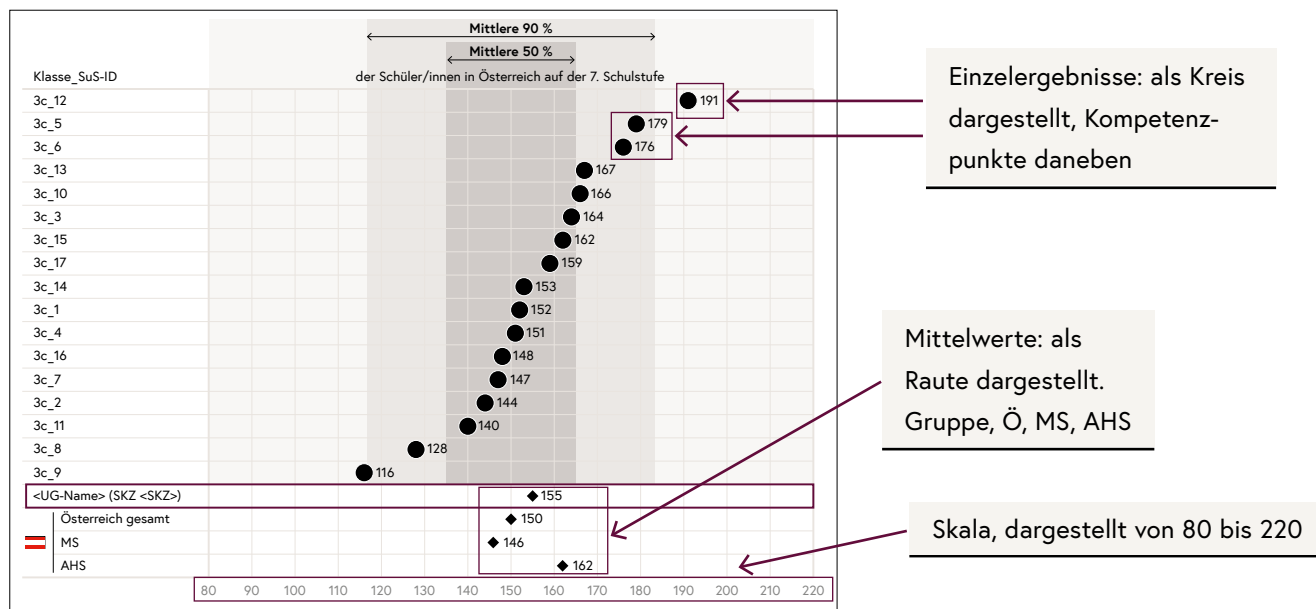 Mittlere 90 %
Mittlere 50 %
Klasse_SuS-ID
der Schüler/innen in Österreich auf der 7. Schulstufe
3c_12 191
3c_5 179
3c_6 176
3c_13 167
3c_10 166
3c_3 164
3c_15 162
3c_17 159
3c_14 153
3c_1 152
3c_4 151
3c_16 148
3c_7 147
3c_2 144
3c_11 140
3c_8 128
3c_9 116
<UG-Name> (SKZ <SKZ>) 155
Österreich gesamt 150
MS 146
AHS 162
80 90 100 110 120 130 140 150 160 170 180 190 200 210 220
Einzelergebnisse: als Kreis
dargestellt, Kompetenz-
punkte daneben
Mittelwerte: als
Raute dargestellt.
Gruppe, Ö, MS, AHS
Skala, dargestellt von 80 bis 220